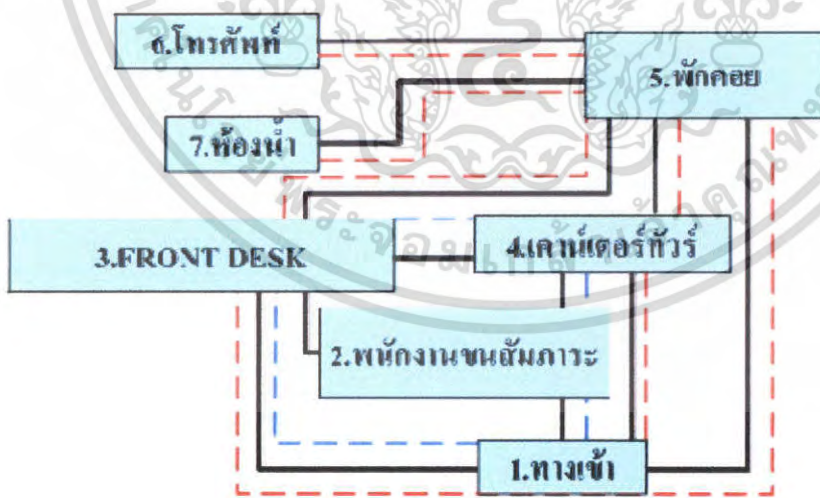 6.โทรศัพท์
5.พักคอย
7.ห้องน้ำ
3.FRONT DESK
4.เคาน์เตอร์ทัวร์
2.พนักงานขนสัมภาระ
1.ทางเข้า